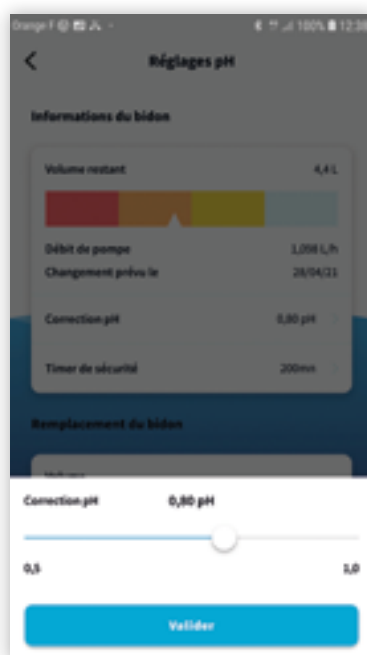 Orange F
100% 12:38
Réglages pH
Informations du bidon
Volume restant 4,4 L
Débit de pompe 1,098 L/h
Changement prévu le 28/04/21
Correction pH 0,80 pH
Timer de sécurité 200mn
Remplacement du bidon
Volume
Correction pH 0,80 pH
0,5 1,0
Valider